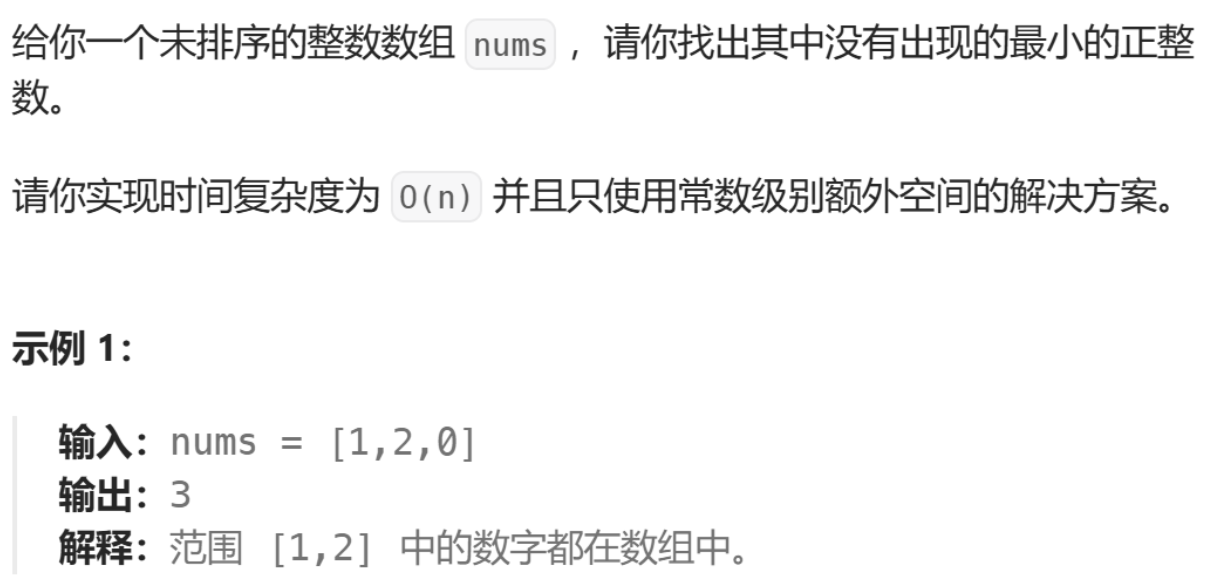 给你一个未排序的整数数组 nums ，请你找出其中没有出现的最小的正整
数。
请你实现时间复杂度为 O(n) 并且只使用常数级别额外空间的解决方案。
示例 1：
输入：nums = [1,2,0]
输出：3
解释：范围 [1,2] 中的数字都在数组中。